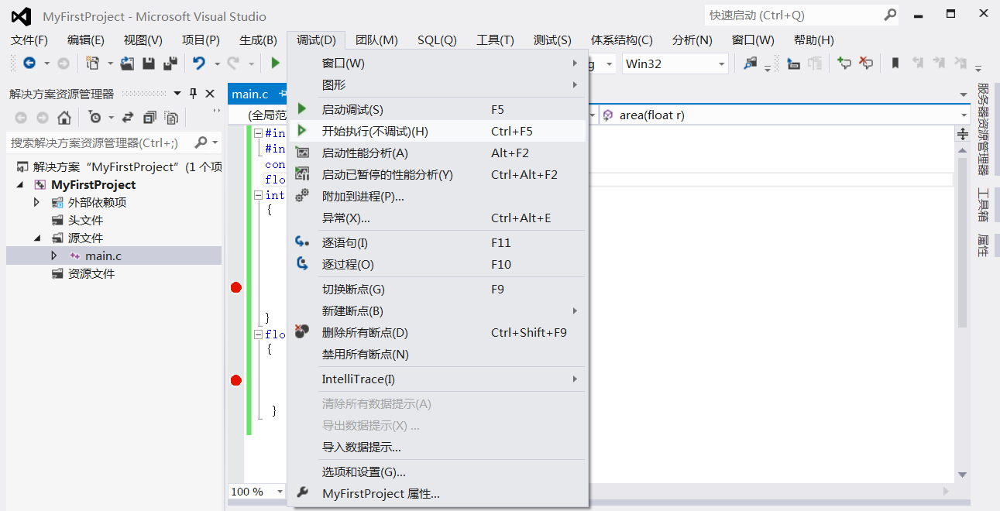 MyFirstProject - Microsoft Visual Studio
快速启动 (Ctrl+Q)
文件(F) 编辑(E) 视图(V) 项目(P) 生成(B) 调试(D) 团队(M) SQL(Q) 工具(T) 测试(S) 体系结构(C) 分析(N) 窗口(W) 帮助(H)
g Win32
解决方案资源管理器
搜索解决方案资源管理器(Ctrl+;)
解决方案 “MyFirstProject” (1 个项
MyFirstProject
外部依赖项
头文件
源文件
main.c
资源文件
main.c
(全局范
area(float r)
#in
#in
con
flo
int
{
}
flo
{
}
100 %
窗口(W)
图形
启动调试(S) F5
开始执行(不调试)(H) Ctrl+F5
启动性能分析(A) Alt+F2
启动已暂停的性能分析(Y) Ctrl+Alt+F2
附加到进程(P)...
异常(X)... Ctrl+Alt+E
逐语句(I) F11
逐过程(O) F10
切换断点(G) F9
新建断点(B)
删除所有断点(D) Ctrl+Shift+F9
禁用所有断点(N)
IntelliTrace(I)
清除所有数据提示(A)
导出数据提示(X) ...
导入数据提示...
选项和设置(G)...
MyFirstProject 属性...
服务器资源管理器
工具箱
属性